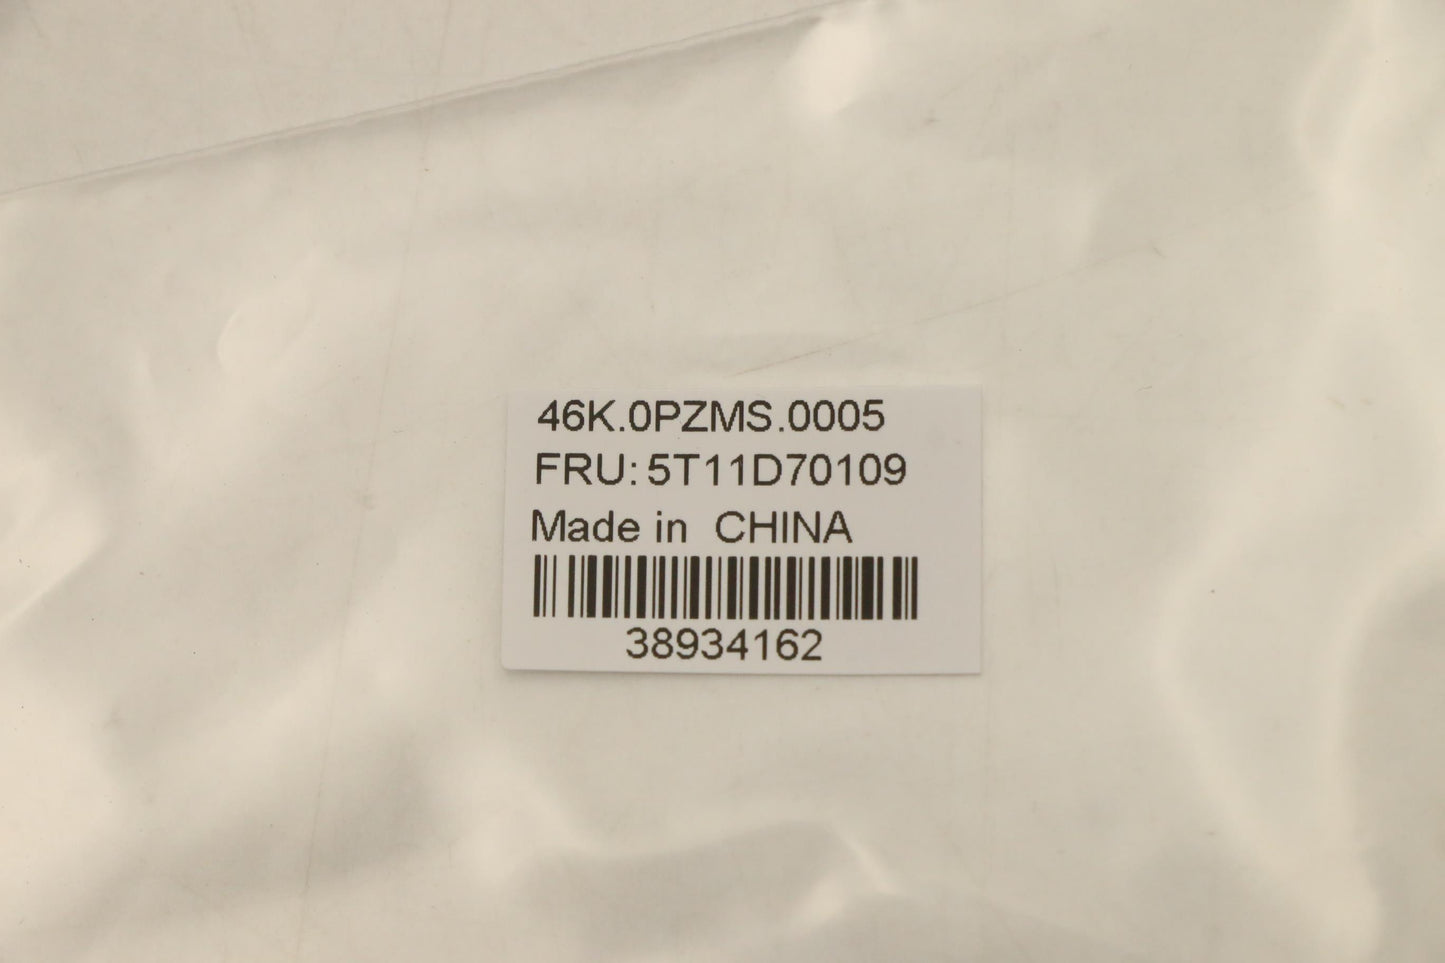 46K.0PZMS.0005
FRU: 5T11D70109
Made in CHINA
38934162